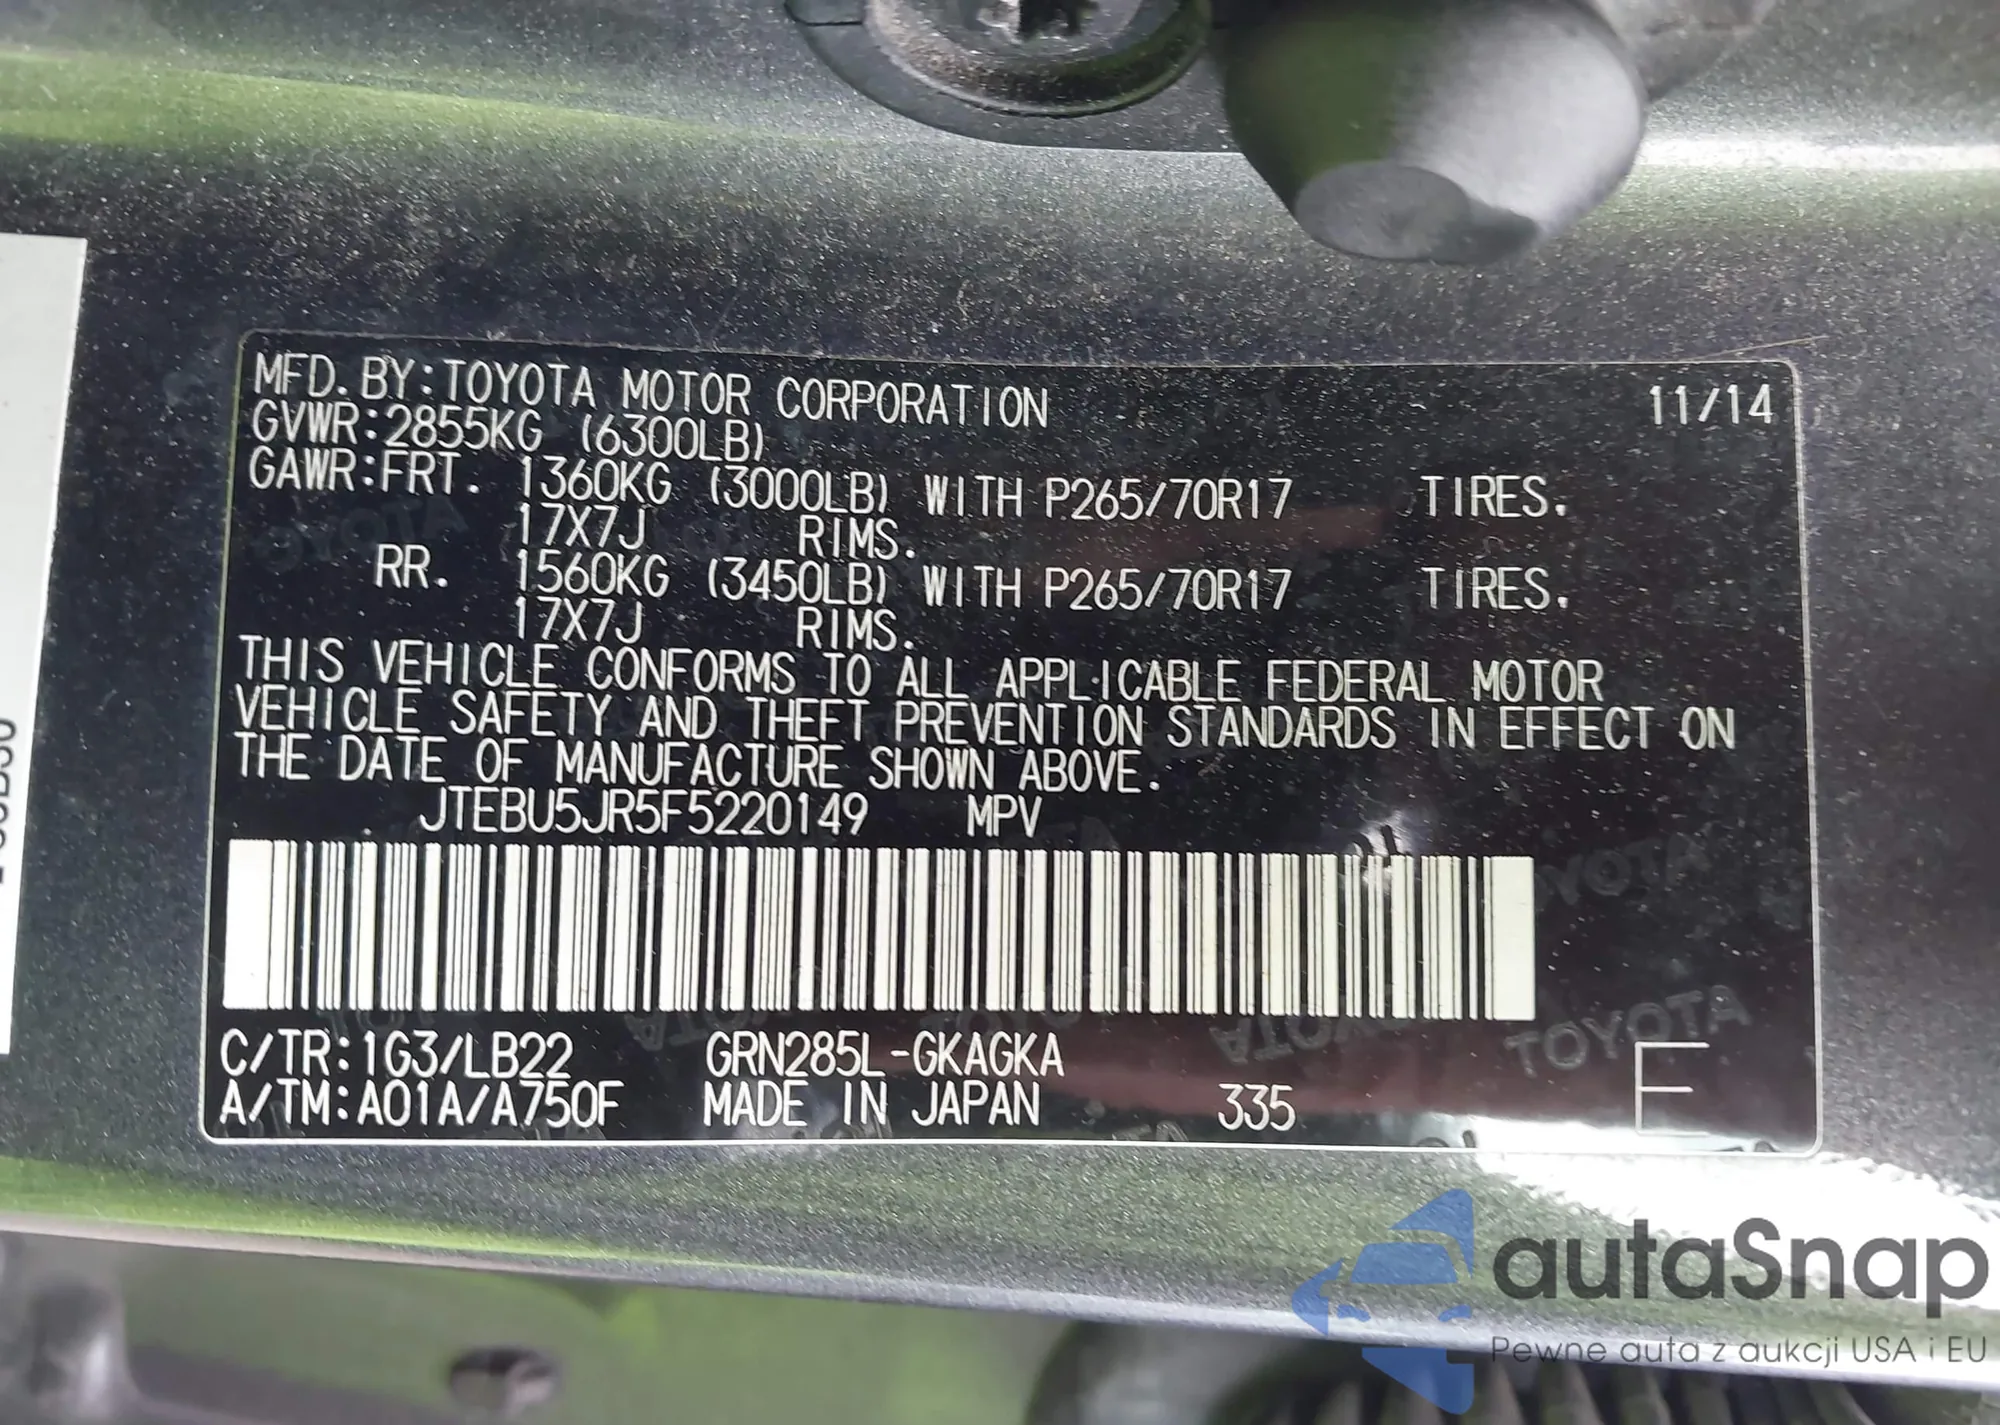 MFD. BY:TOYOTA MOTOR CORPORATION 11/14
GVWR:2855KG (6300LB)
GAWR:FRT. 1360KG (3000LB) WITH P265/70R17 TIRES.
17X7J RIMS.
RR. 1560KG (3450LB) WITH P265/70R17 TIRES.
17X7J RIMS.
THIS VEHICLE CONFORMS TO ALL APPLICABLE FEDERAL MOTOR
VEHICLE SAFETY AND THEFT PREVENTION STANDARDS IN EFFECT ON
THE DATE OF MANUFACTURE SHOWN ABOVE.
JTEBU5JR5F5220149 MPV
C/TR:1G3/LB22 GRN285L-GKAGKA
A/TM:A01A/A750F MADE IN JAPAN 335 E
TOYOTA
autaSnap
Pewne auta z aukcji USA i EU